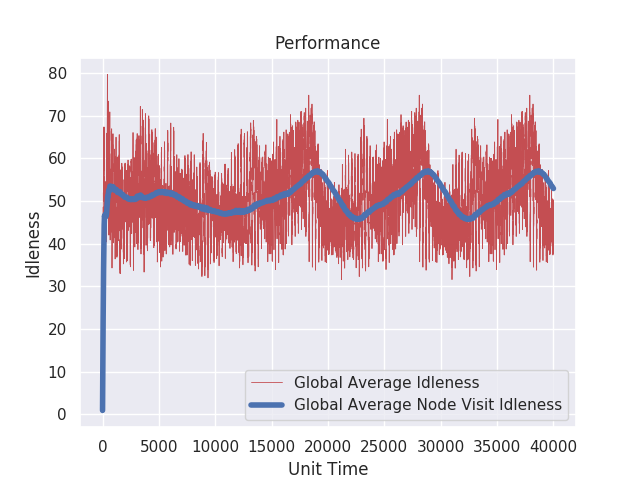 Performance
80
70
60
50
40
30
20
10
0
Idleness
Global Average Idleness
Global Average Node Visit Idleness
0 5000 10000 15000 20000 25000 30000 35000 40000
Unit Time